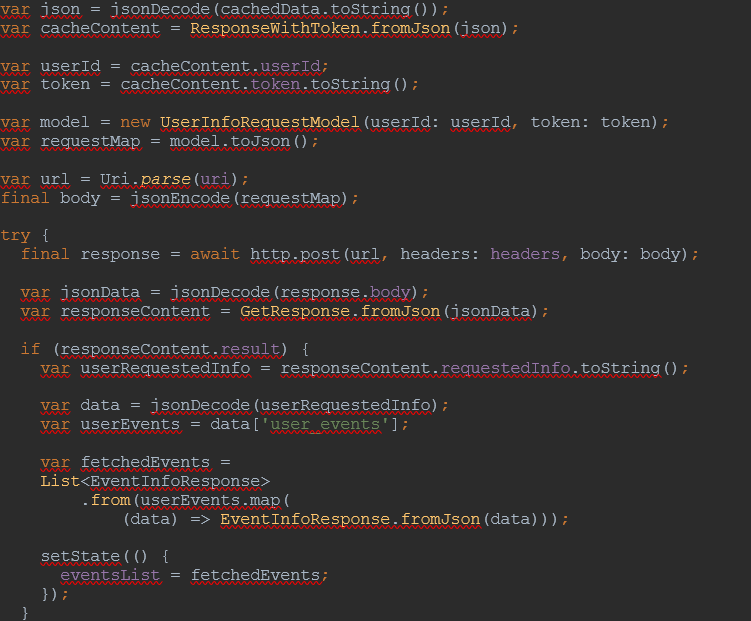 var json = jsonDecode(cachedData.toString());
var cacheContent = ResponseWithToken.fromJson(json);
var userId = cacheContent.userId;
var token = cacheContent.token.toString();
var model = new UserInfoRequestModel(userId: userId, token: token);
var requestMap = model.toJson();
var url = Uri.parse(uri);
final body = jsonEncode(requestMap);
try {
  final response = await http.post(url, headers: headers, body: body);
  var jsonData = jsonDecode(response.body);
  var responseContent = GetResponse.fromJson(jsonData);
  if (responseContent.result) {
    var userRequestedInfo = responseContent.requestedInfo.toString();
    var data = jsonDecode(userRequestedInfo);
    var userEvents = data['user_events'];
    var fetchedEvents =
    List<EventInfoResponse>
        .from(userEvents.map(
            (data) => EventInfoResponse.fromJson(data)));
    setState(() {
      eventsList = fetchedEvents;
    });
  }